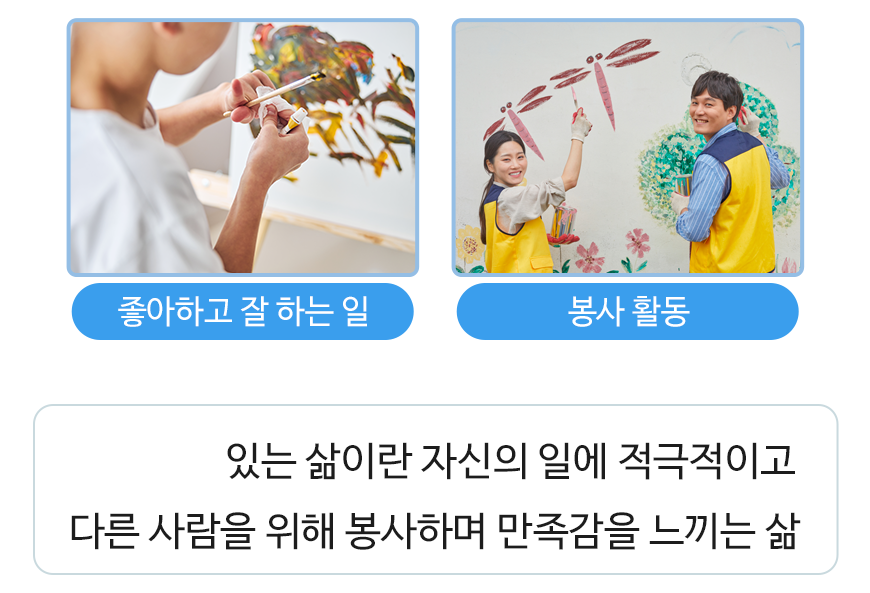 좋아하고 잘 하는 일
봉사 활동
있는 삶이란 자신의 일에 적극적이고
다른 사람을 위해 봉사하며 만족감을 느끼는 삶